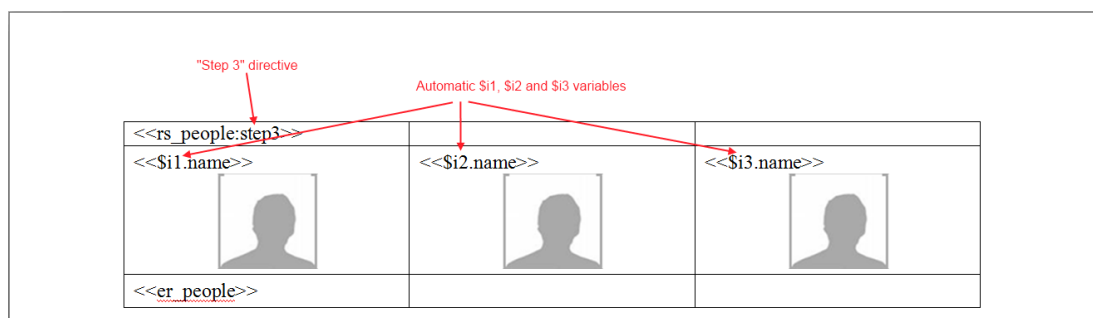 "Step 3" directive
Automatic $i1, $i2 and $i3 variables
<<rs_people:step3>>
<<$i1.name>> <<$i2.name>> <<$i3.name>>
<<er_people>>